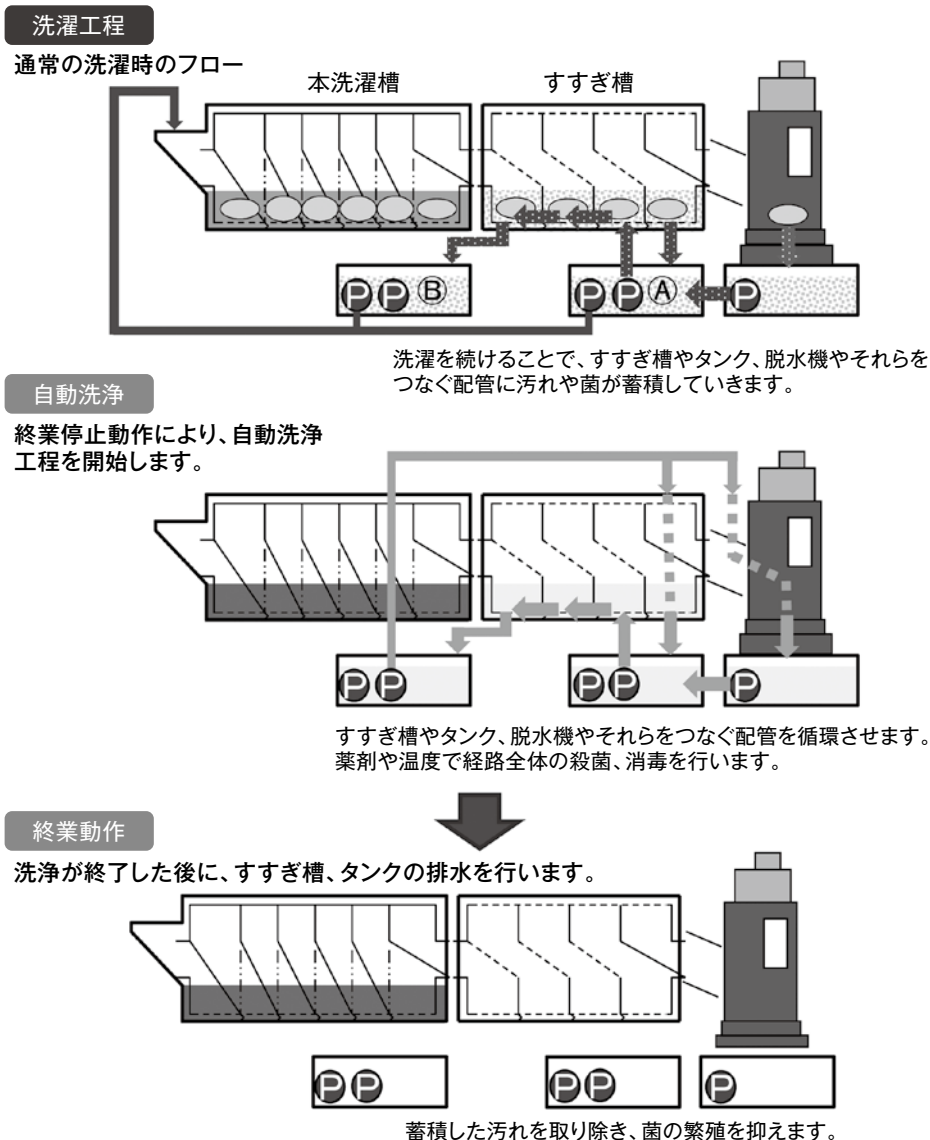 洗濯工程
通常の洗濯時のフロー
本洗濯槽
すすぎ槽
P P B
P P A
P
洗濯を続けることで、すすぎ槽やタンク、脱水機やそれらを
つなぐ配管に汚れや菌が蓄積していきます。
自動洗浄
終業停止動作により、自動洗浄
工程を開始します。
P P
P P
P
すすぎ槽やタンク、脱水機やそれらをつなぐ配管を循環させます。
薬剤や温度で経路全体の殺菌、消毒を行います。
終業動作
洗浄が終了した後に、すすぎ槽、タンクの排水を行います。
P P
P P
P
蓄積した汚れを取り除き、菌の繁殖を抑えます。